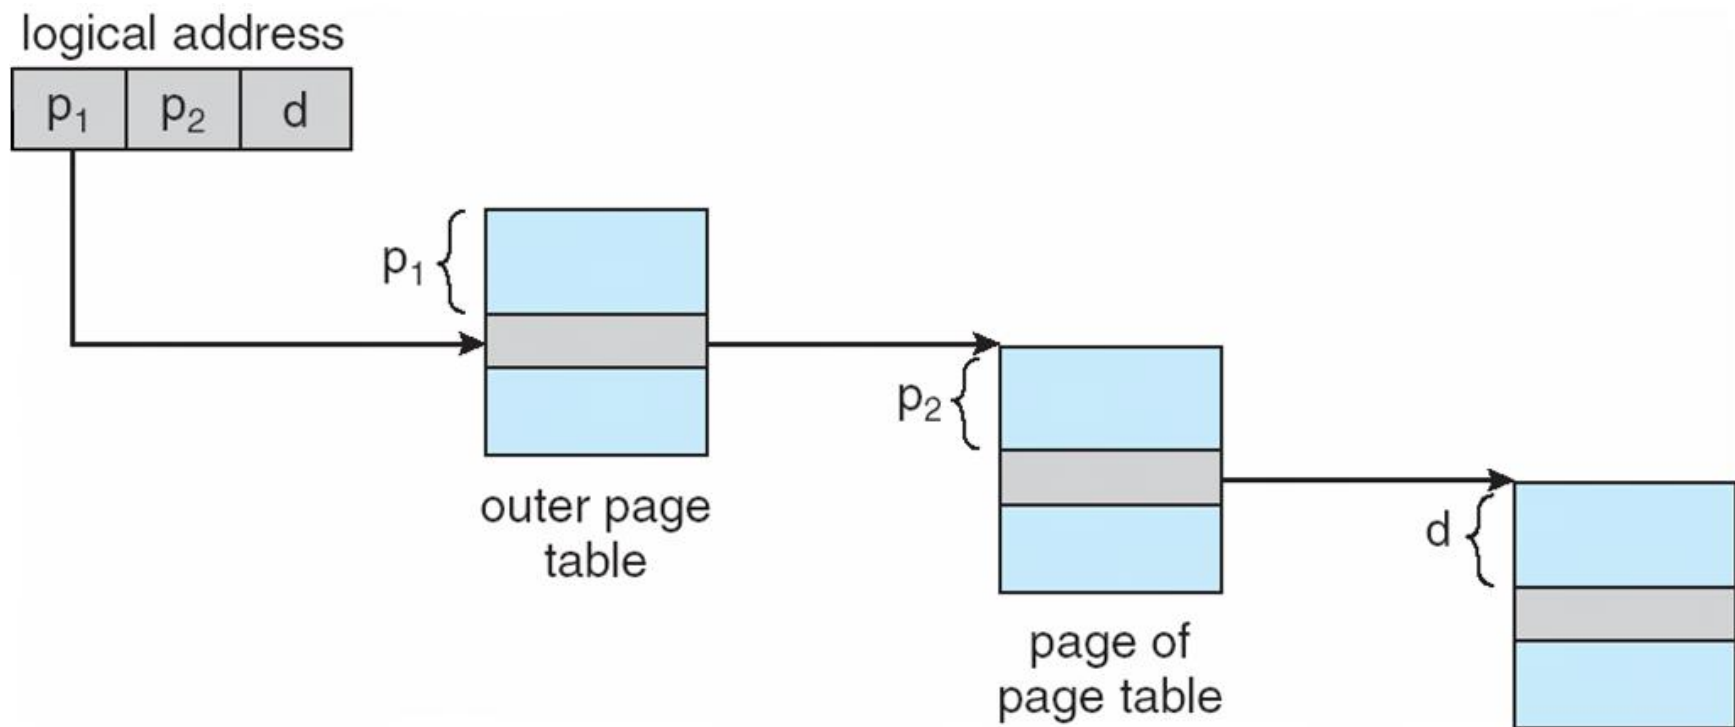 logical address
p₁ p₂ d
p₁
outer page
table
p₂
page of
page table
d